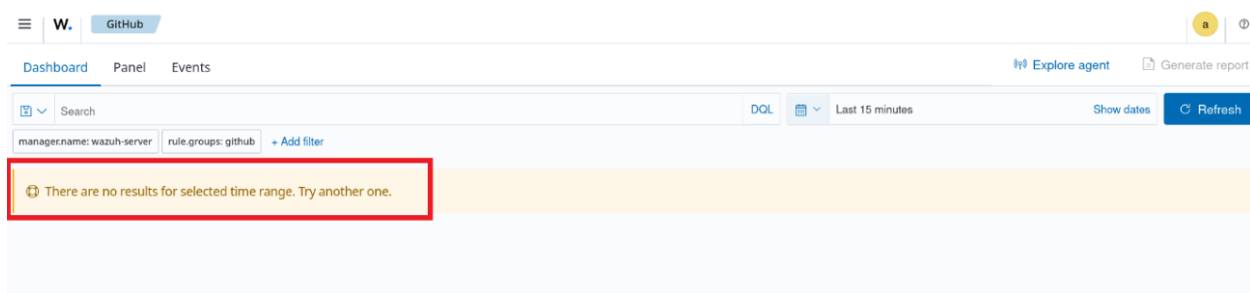 W. GitHub a
Dashboard Panel Events Explore agent Generate report
Search DQL Last 15 minutes Show dates Refresh
manager.name: wazuh-server rule.groups: github + Add filter
There are no results for selected time range. Try another one.